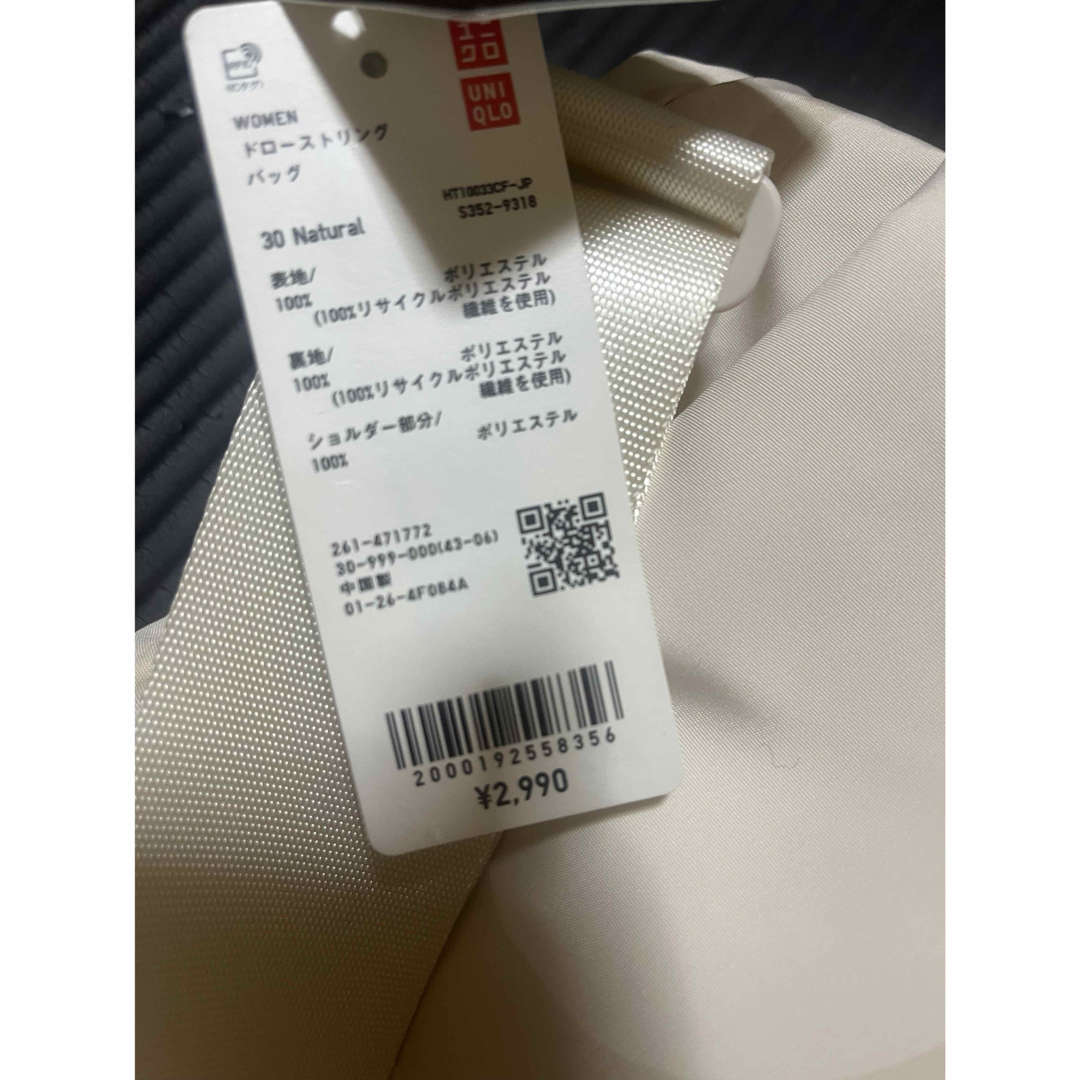 ユニ
クロ
UNI
QLO
WOMEN
ドローストリング
バッグ
HT10033CF-JP
S352-9318
30 Natural
表地/ ポリエステル
100%
(100%リサイクルポリエステル
繊維を使用)
裏地/ ポリエステル
100%
(100%リサイクルポリエステル
繊維を使用)
ショルダー部分/ ポリエステル
100%
261-471772
30-999-000(43-06)
中国製
01-26-4F084A
2000192558356
¥2,990